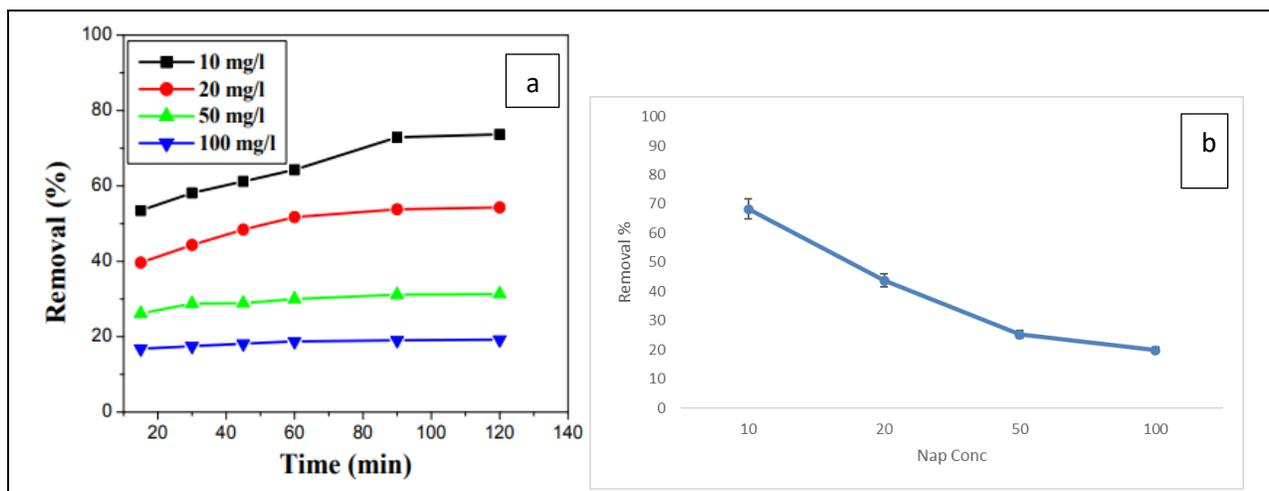 100
80
60
40
20
0
Removal (%)
10 mg/l
20 mg/l
50 mg/l
100 mg/l
a
20 40 60 80 100 120 140
Time (min)
b
100
90
80
70
60
50
40
30
20
10
0
Removal %
10 20 50 100
Nap Conc